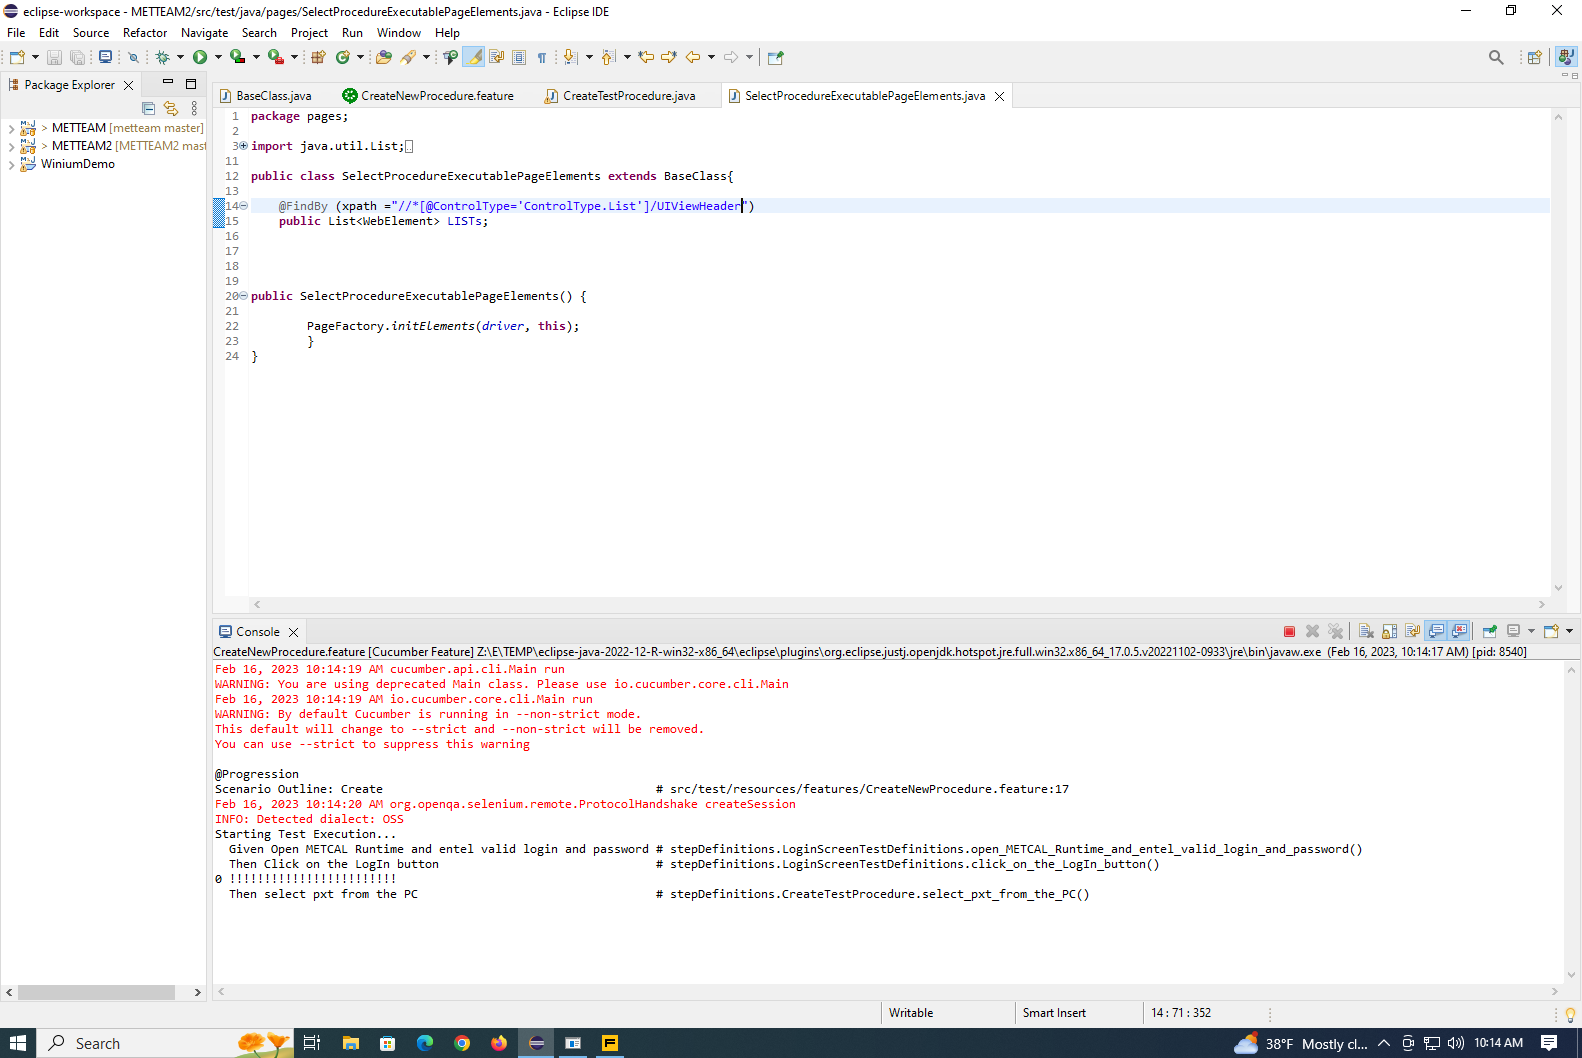 eclipse-workspace - METTEAM2/src/test/java/pages/SelectProcedureExecutablePageElements.java - Eclipse IDE
File Edit Source Refactor Navigate Search Project Run Window Help
Package Explorer
METTEAM [metteam master]
METTEAM2 [METTEAM2 mast
WiniumDemo
BaseClass.java CreateNewProcedure.feature CreateTestProcedure.java SelectProcedureExecutablePageElements.java
1 package pages;
2
3 import java.util.List;
11
12 public class SelectProcedureExecutablePageElements extends BaseClass{
13
14 @FindBy (xpath ="//*[@ControlType='ControlType.List']/UIViewHeader")
15 public List<WebElement> LISTs;
16
17
18
19
20 public SelectProcedureExecutablePageElements() {
21
22 PageFactory.initElements(driver, this);
23 }
24 }
Console
CreateNewProcedure.feature [Cucumber Feature] Z:\E\TEMP\eclipse-java-2022-12-R-win32-x86_64\eclipse\plugins\org.eclipse.justj.openjdk.hotspot.jre.full.win32.x86_64_17.0.5.v20221102-0933\jre\bin\javaw.exe (Feb 16, 2023, 10:14:17 AM) [pid: 8540]
Feb 16, 2023 10:14:19 AM cucumber.api.cli.Main run
WARNING: You are using deprecated Main class. Please use io.cucumber.core.cli.Main
Feb 16, 2023 10:14:19 AM io.cucumber.core.cli.Main run
WARNING: By default Cucumber is running in --non-strict mode.
This default will change to --strict and --non-strict will be removed.
You can use --strict to suppress this warning
@Progression
Scenario Outline: Create # src/test/resources/features/CreateNewProcedure.feature:17
Feb 16, 2023 10:14:20 AM org.openqa.selenium.remote.ProtocolHandshake createSession
INFO: Detected dialect: OSS
Starting Test Execution...
Given Open METCAL Runtime and entel valid login and password # stepDefinitions.LoginScreenTestDefinitions.open_METCAL_Runtime_and_entel_valid_login_and_password()
Then Click on the LogIn button # stepDefinitions.LoginScreenTestDefinitions.click_on_the_LogIn_button()
0 !!!!!!!!!!!!!!!!!!!!!!!!
Then select pxt from the PC # stepDefinitions.CreateTestProcedure.select_pxt_from_the_PC()
Writable Smart Insert 14 : 71 : 352
Search 38°F Mostly cl... 10:14 AM